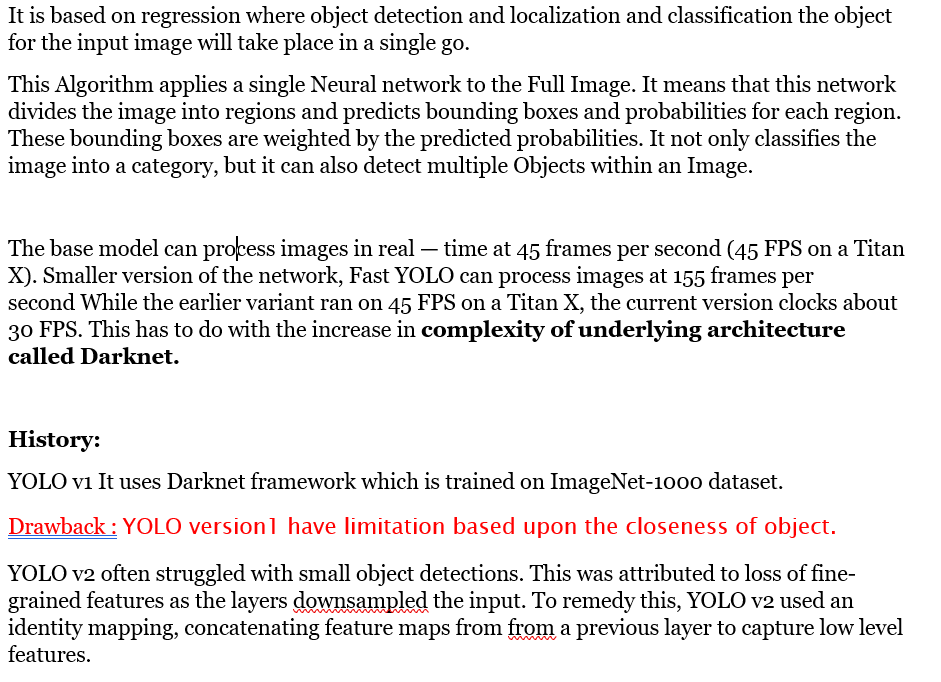 It is based on regression where object detection and localization and classification the object
for the input image will take place in a single go.
This Algorithm applies a single Neural network to the Full Image. It means that this network
divides the image into regions and predicts bounding boxes and probabilities for each region.
These bounding boxes are weighted by the predicted probabilities. It not only classifies the
image into a category, but it can also detect multiple Objects within an Image.
The base model can process images in real — time at 45 frames per second (45 FPS on a Titan
X). Smaller version of the network, Fast YOLO can process images at 155 frames per
second While the earlier variant ran on 45 FPS on a Titan X, the current version clocks about
30 FPS. This has to do with the increase in complexity of underlying architecture
called Darknet.
History:
YOLO v1 It uses Darknet framework which is trained on ImageNet-1000 dataset.
Drawback : YOLO version1 have limitation based upon the closeness of object.
YOLO v2 often struggled with small object detections. This was attributed to loss of fine-
grained features as the layers downsampled the input. To remedy this, YOLO v2 used an
identity mapping, concatenating feature maps from from a previous layer to capture low level
features.